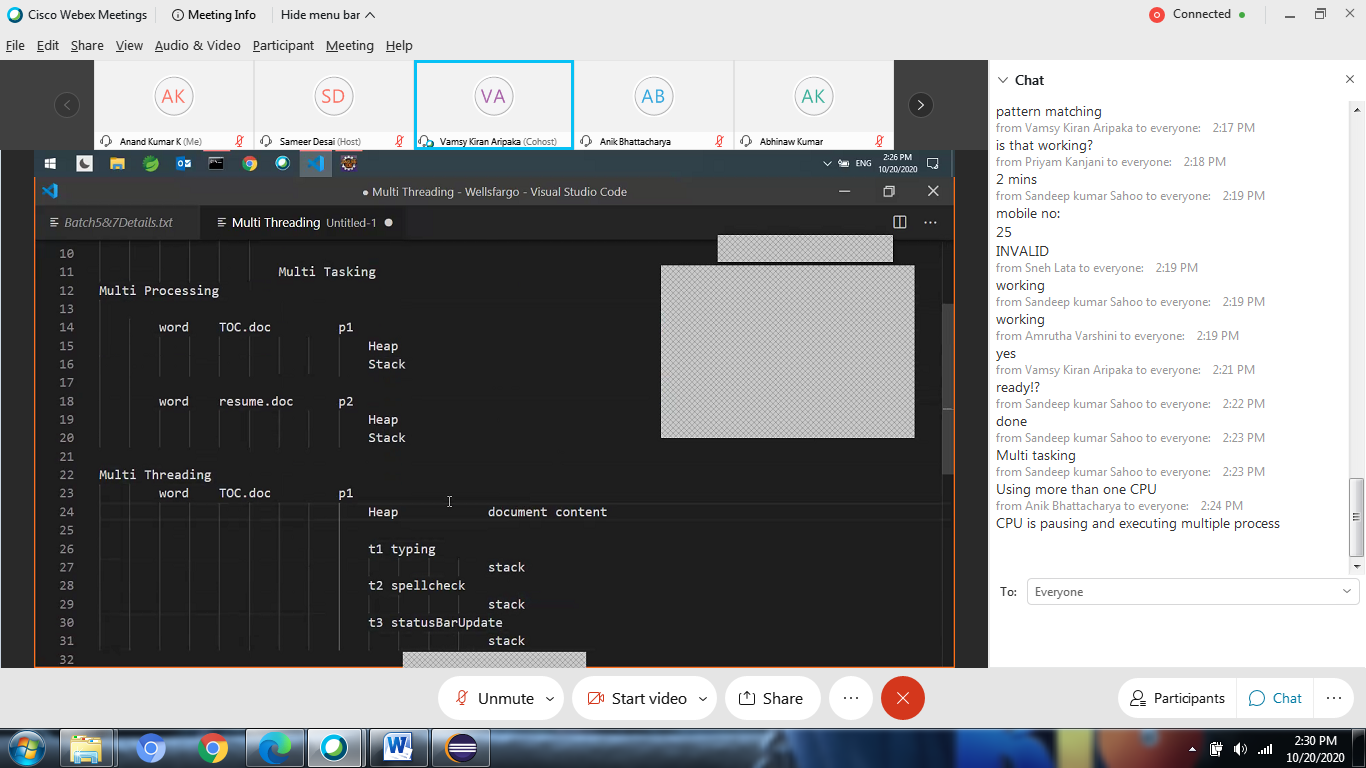 Cisco Webex Meetings
Meeting Info
Hide menu bar
Connected
File Edit Share View Audio & Video Participant Meeting Help
AK
SD
VA
AB
AK
Anand Kumar K (Me)
Sameer Desai (Host)
Vamsy Kiran Aripaka (Cohost)
Anik Bhattacharya
Abhinaw Kumar
ENG
2:26 PM
10/20/2020
● Multi Threading - Wellsfargo - Visual Studio Code
Batch5&7Details.txt
Multi Threading Untitled-1
10
11 Multi Tasking
12 Multi Processing
13
14 word TOC.doc p1
15 Heap
16 Stack
17
18 word resume.doc p2
19 Heap
20 Stack
21
22 Multi Threading
23 word TOC.doc p1
24 Heap document content
25
26 t1 typing
27 stack
28 t2 spellcheck
29 stack
30 t3 statusBarUpdate
31 stack
32
Chat
pattern matching
from Vamsy Kiran Aripaka to everyone: 2:17 PM
is that working?
from Priyam Kanjani to everyone: 2:18 PM
2 mins
from Sandeep kumar Sahoo to everyone: 2:19 PM
mobile no:
25
INVALID
from Sneh Lata to everyone: 2:19 PM
working
from Sandeep kumar Sahoo to everyone: 2:19 PM
working
from Amrutha Varshini to everyone: 2:19 PM
yes
from Vamsy Kiran Aripaka to everyone: 2:21 PM
ready!?
from Sandeep kumar Sahoo to everyone: 2:22 PM
done
from Sandeep kumar Sahoo to everyone: 2:23 PM
Multi tasking
from Sandeep kumar Sahoo to everyone: 2:23 PM
Using more than one CPU
from Anik Bhattacharya to everyone: 2:24 PM
CPU is pausing and executing multiple process
To: Everyone
Unmute
Start video
Share
Participants
Chat
2:30 PM
10/20/2020